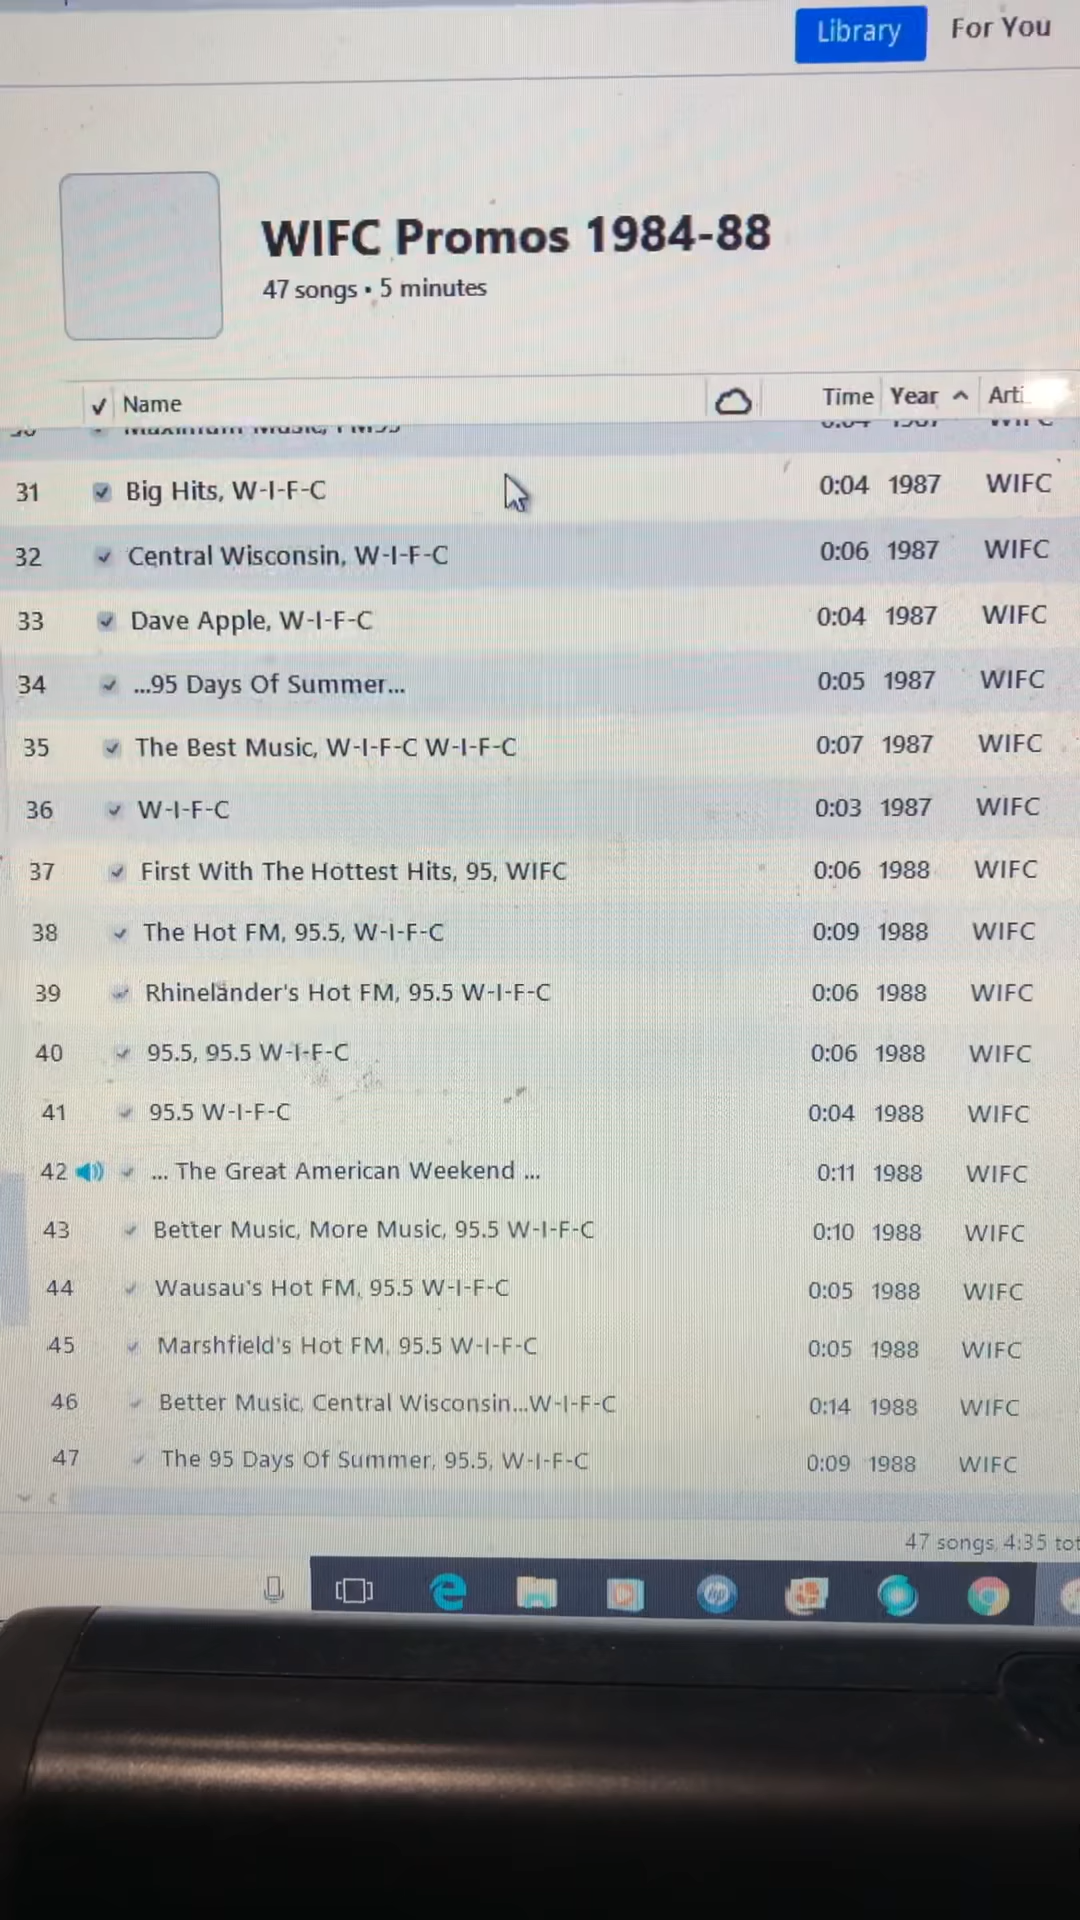 Library For You
WIFC Promos 1984-88
47 songs • 5 minutes
✓ Name Time Year Arti
31 Big Hits, W-I-F-C 0:04 1987 WIFC
32 Central Wisconsin, W-I-F-C 0:06 1987 WIFC
33 Dave Apple, W-I-F-C 0:04 1987 WIFC
34 ...95 Days Of Summer... 0:05 1987 WIFC
35 The Best Music, W-I-F-C W-I-F-C 0:07 1987 WIFC
36 W-I-F-C 0:03 1987 WIFC
37 First With The Hottest Hits, 95, WIFC 0:06 1988 WIFC
38 The Hot FM, 95.5, W-I-F-C 0:09 1988 WIFC
39 Rhinelander's Hot FM, 95.5 W-I-F-C 0:06 1988 WIFC
40 95.5, 95.5 W-I-F-C 0:06 1988 WIFC
41 95.5 W-I-F-C 0:04 1988 WIFC
42 ... The Great American Weekend ... 0:11 1988 WIFC
43 Better Music, More Music, 95.5 W-I-F-C 0:10 1988 WIFC
44 Wausau's Hot FM, 95.5 W-I-F-C 0:05 1988 WIFC
45 Marshfield's Hot FM, 95.5 W-I-F-C 0:05 1988 WIFC
46 Better Music, Central Wisconsin...W-I-F-C 0:14 1988 WIFC
47 The 95 Days Of Summer, 95.5, W-I-F-C 0:09 1988 WIFC
47 songs, 4:35 tot
hp